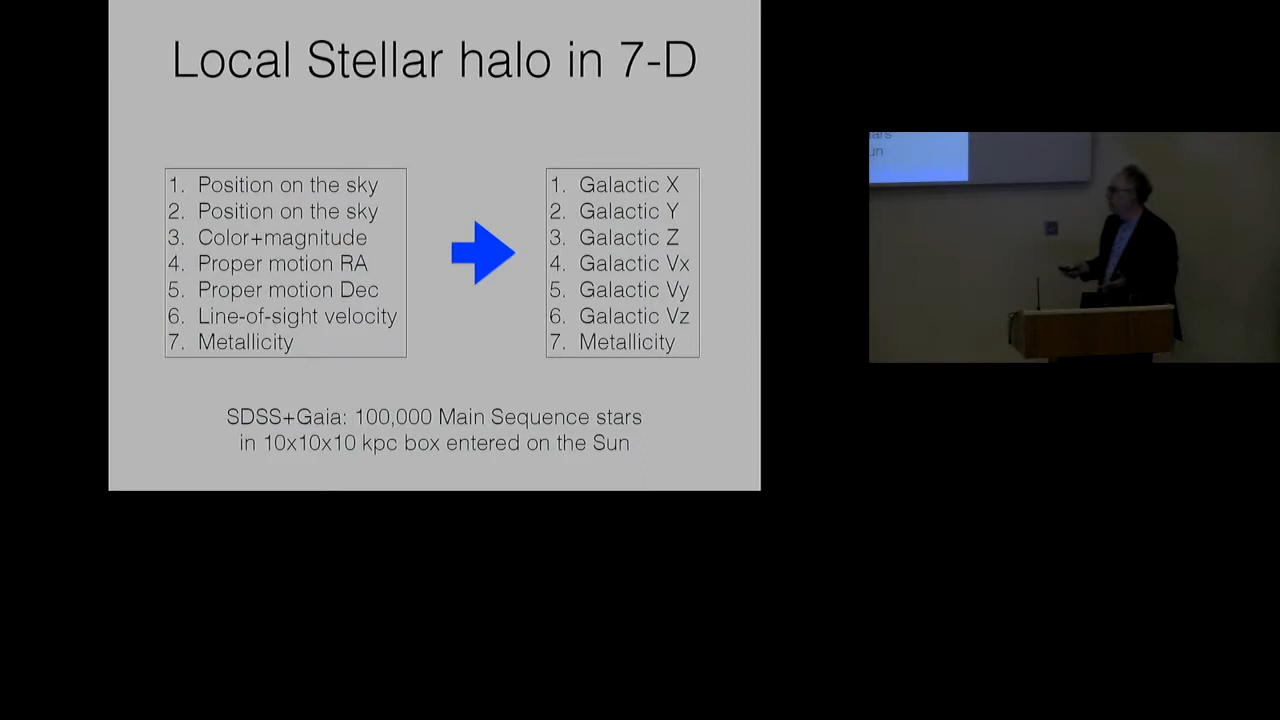 Local Stellar halo in 7-D
1. Position on the sky
2. Position on the sky
3. Color+magnitude
4. Proper motion RA
5. Proper motion Dec
6. Line-of-sight velocity
7. Metallicity
1. Galactic X
2. Galactic Y
3. Galactic Z
4. Galactic Vx
5. Galactic Vy
6. Galactic Vz
7. Metallicity
SDSS+Gaia: 100,000 Main Sequence stars
in 10x10x10 kpc box entered on the Sun